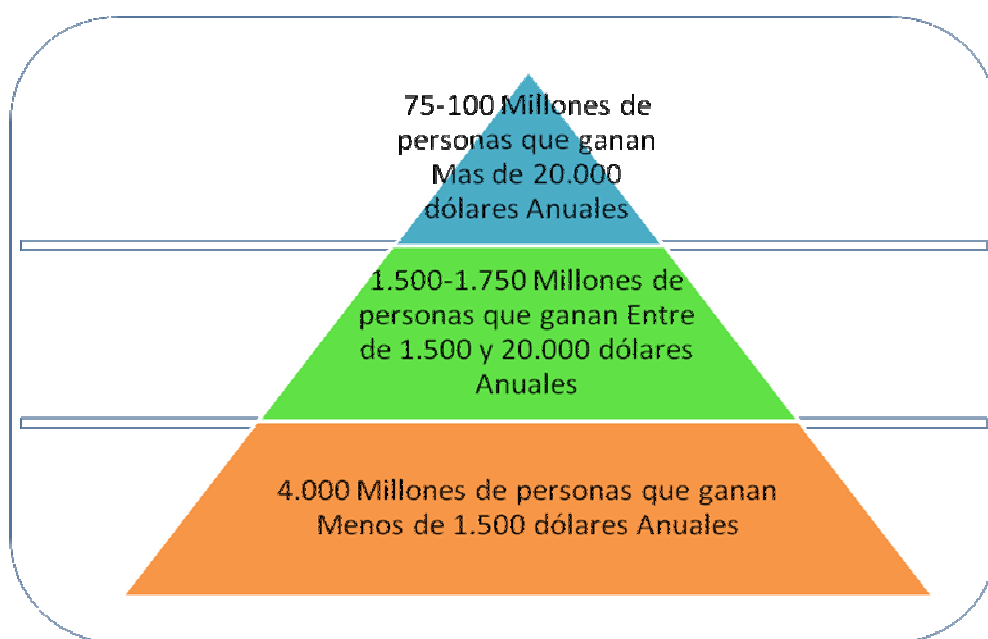 75-100 Millones de
personas que ganan
Mas de 20.000
dólares Anuales
1.500-1.750 Millones de
personas que ganan Entre
de 1.500 y 20.000 dólares
Anuales
4.000 Millones de personas que ganan
Menos de 1.500 dólares Anuales